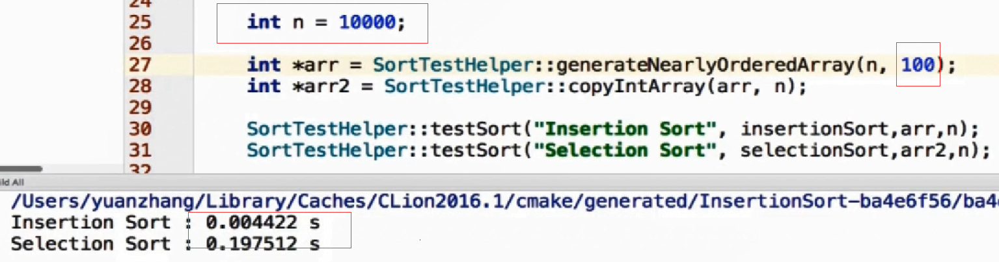 24
25 int n = 10000;
26
27 int *arr = SortTestHelper::generateNearlyOrderedArray(n, 100);
28 int *arr2 = SortTestHelper::copyIntArray(arr, n);
29
30 SortTestHelper::testSort("Insertion Sort", insertionSort,arr,n);
31 SortTestHelper::testSort("Selection Sort", selectionSort,arr2,n);
32
ild All
/Users/yuanzhang/Library/Caches/CLion2016.1/cmake/generated/InsertionSort-ba4e6f56/ba4e
Insertion Sort : 0.004422 s
Selection Sort : 0.197512 s